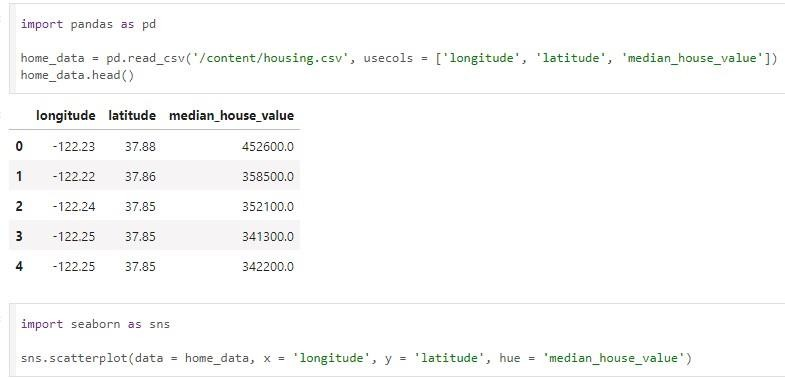 import pandas as pd
home_data = pd.read_csv('/content/housing.csv', usecols = ['longitude', 'latitude', 'median_house_value'])
home_data.head()
longitude latitude median_house_value
0 -122.23 37.88 452600.0
1 -122.22 37.86 358500.0
2 -122.24 37.85 352100.0
3 -122.25 37.85 341300.0
4 -122.25 37.85 342200.0
import seaborn as sns
sns.scatterplot(data = home_data, x = 'longitude', y = 'latitude', hue = 'median_house_value')